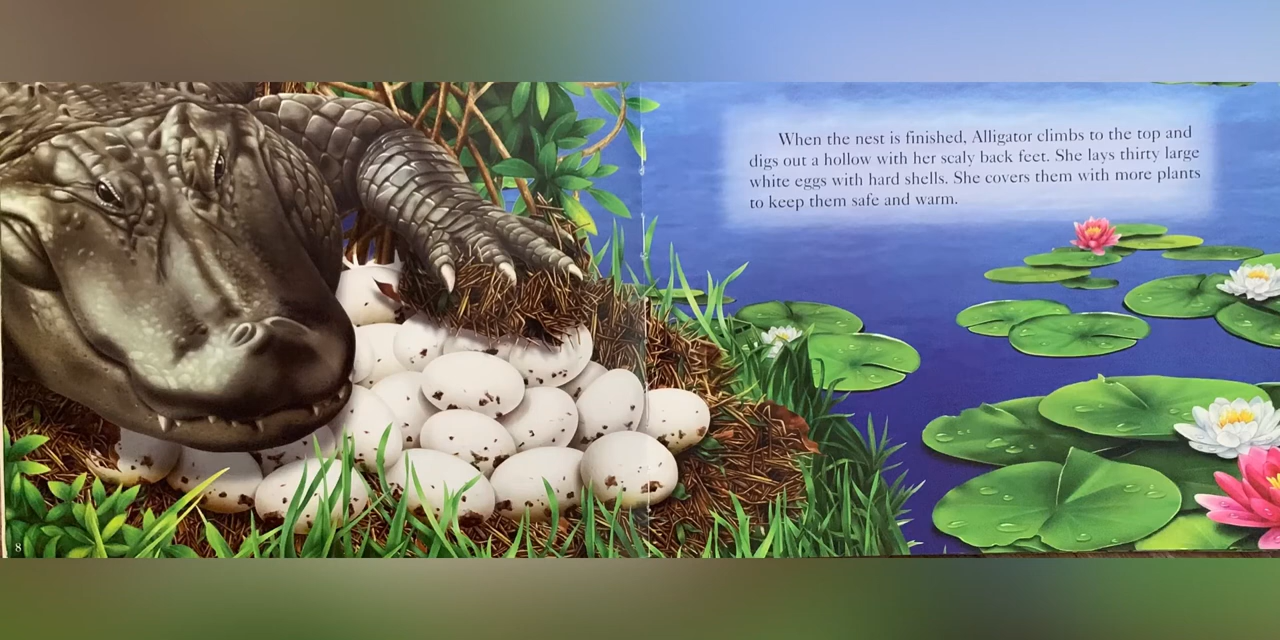 When the nest is finished, Alligator climbs to the top and
digs out a hollow with her scaly back feet. She lays thirty large
white eggs with hard shells. She covers them with more plants
to keep them safe and warm.
8